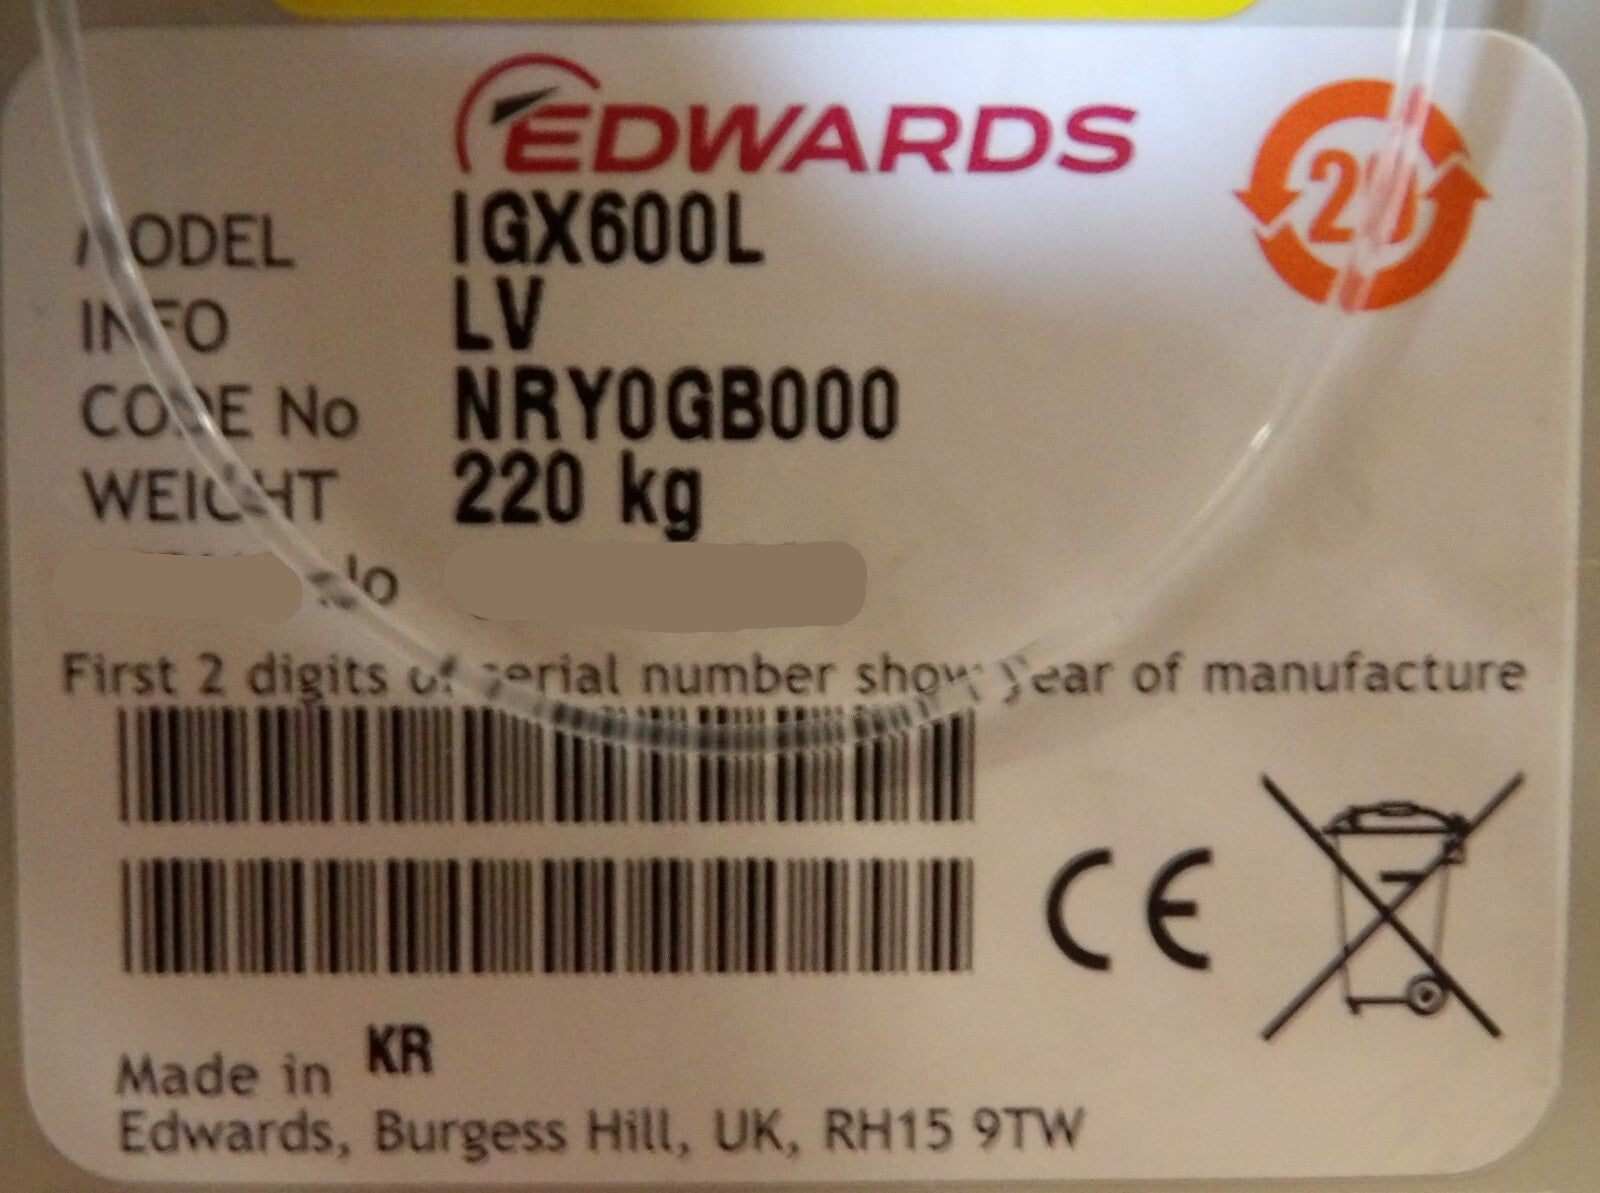 EDWARDS
MODEL IGX600L
INFO LV
CODE No NRY0GB000
WEIGHT 220 kg
No
First 2 digits of serial number show year of manufacture
CE
Made in KR
Edwards, Burgess Hill, UK, RH15 9TW